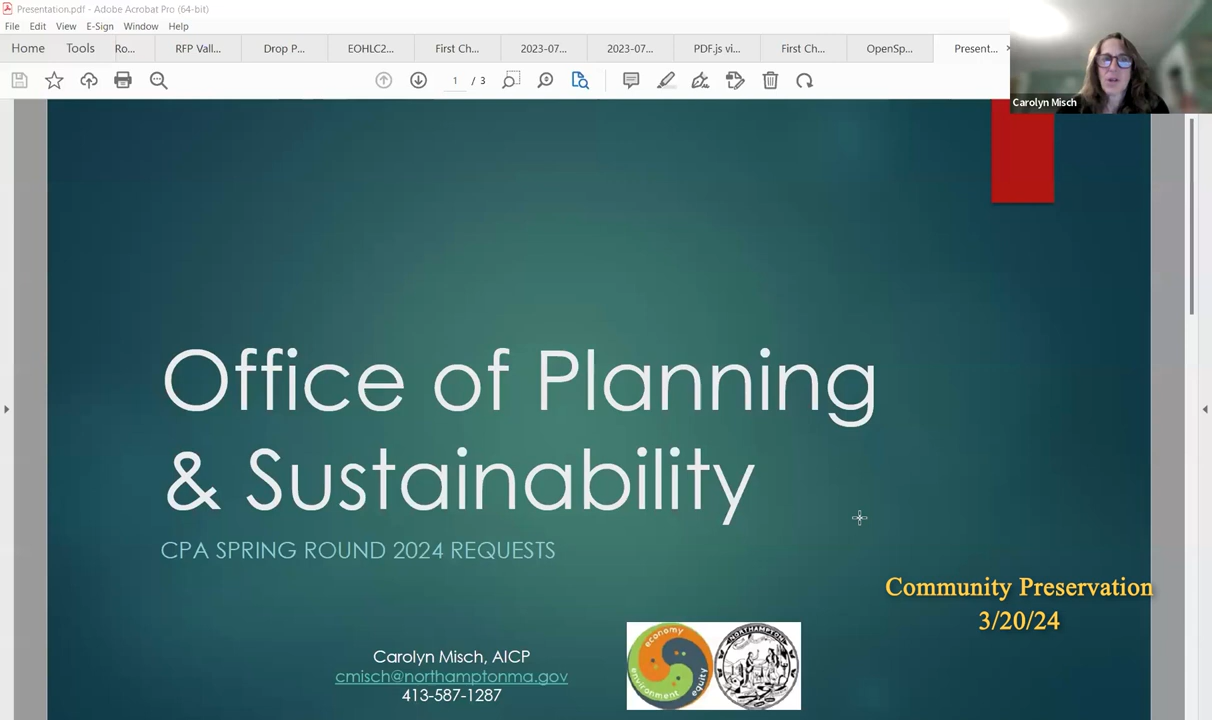 Presentation.pdf - Adobe Acrobat Pro (64-bit)
File Edit View E-Sign Window Help
Home Tools Ro... RFP Vall... Drop P... EOHLC2... First Ch... 2023-07... 2023-07... PDF.js vi... First Ch... OpenSp... Present...
1 / 3
Carolyn Misch
Office of Planning
& Sustainability
CPA SPRING ROUND 2024 REQUESTS
Community Preservation
3/20/24
Carolyn Misch, AICP
cmisch@northamptonma.gov
413-587-1287
economy
environment
equity
NORTHAMPTON